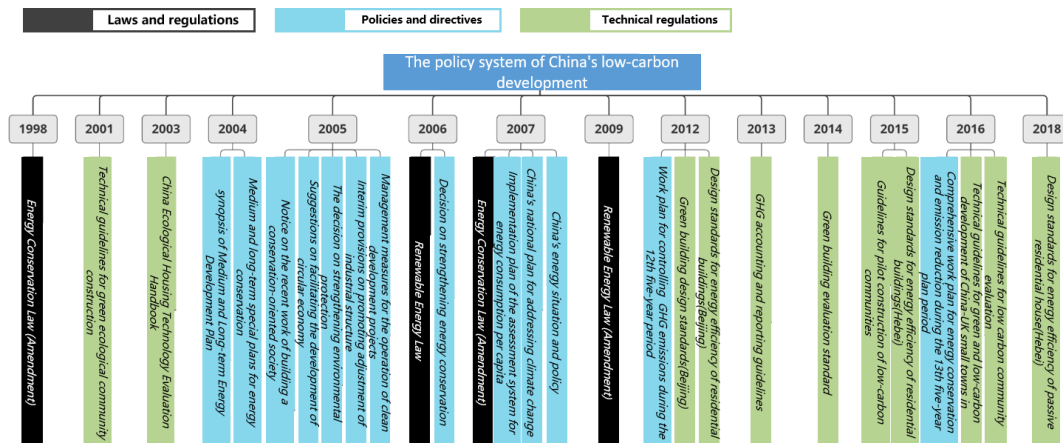 Laws and regulations
Policies and directives
Technical regulations
The policy system of China's low-carbon
development
1998
2001
2003
2004
2005
2006
2007
2009
2012
2013
2014
2015
2016
2018
Energy Conservation Law (Amendment)
Technical guidelines for green ecological community
construction
China Ecological Housing Technology Evaluation
Handbook
synopsis of Medium and Long-term Energy
Development Plan
Medium and long-term special plans for energy
conservation
Notice on the recent work of building a
conservation-oriented society
Suggestions on facilitating the development of
circular economy
The decision on strengthening environmental
protection
Interim provisions on promoting adjustment of
industrial structure
Management measures for the operation of clean
development projects
Renewable Energy Law
Decision on strengthening energy conservation
Energy Conservation Law (Amendment)
Implementation plan of the assessment system for
energy consumption per capita
China's national plan for addressing climate change
China's energy situation and policy
Renewable Energy Law (Amendment)
Work plan for controlling GHG emissions during the
12th five-year period
Green building design standards(Beijing)
Design standards for energy efficiency of residential
buildings(Beijing)
GHG accounting and reporting guidelines
Green building evaluation standard
Guidelines for pilot construction of low-carbon
communities
Design standards for energy efficiency of residential
buildings(Hebei)
Comprehensive work plan for energy conservation
and emission reduction during the 13th five-year
plan period
Technical guidelines for green and low-carbon
development of China-UK small towns in
Technical guidelines for low carbon community
evaluation
Design standards for energy efficiency of passive
residential house(Hebei)